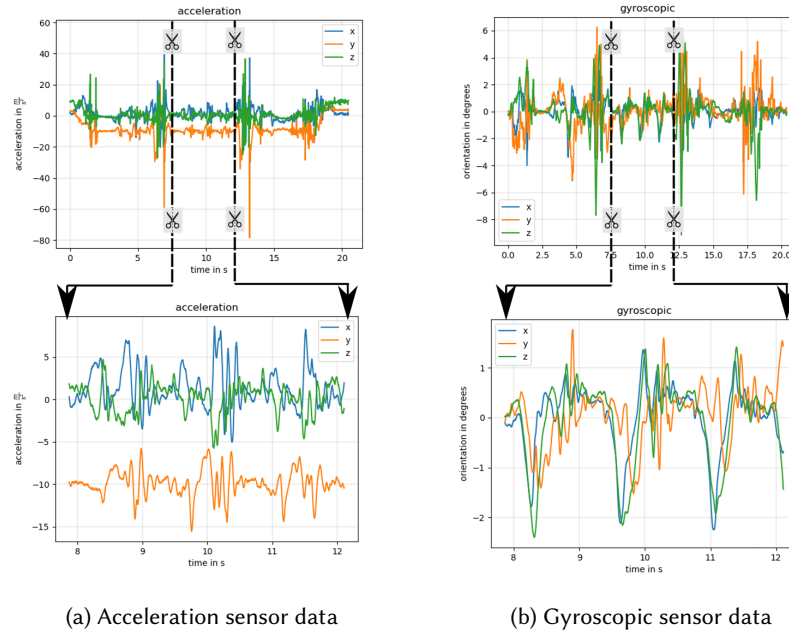 acceleration
acceleration in m/s²
60
40
20
0
−20
−40
−60
−80
x
y
z
0
5
10
15
20
time in s
gyroscopic
orientation in degrees
6
4
2
0
−2
−4
−6
−8
x
y
z
0.0
2.5
5.0
7.5
10.0
12.5
15.0
17.5
20.0
time in s
acceleration
acceleration in m/s²
5
0
−5
−10
−15
x
y
z
8
9
10
11
12
time in s
gyroscopic
orientation in degrees
1
0
−1
−2
x
y
z
8
9
10
11
12
time in s
(a) Acceleration sensor data
(b) Gyroscopic sensor data